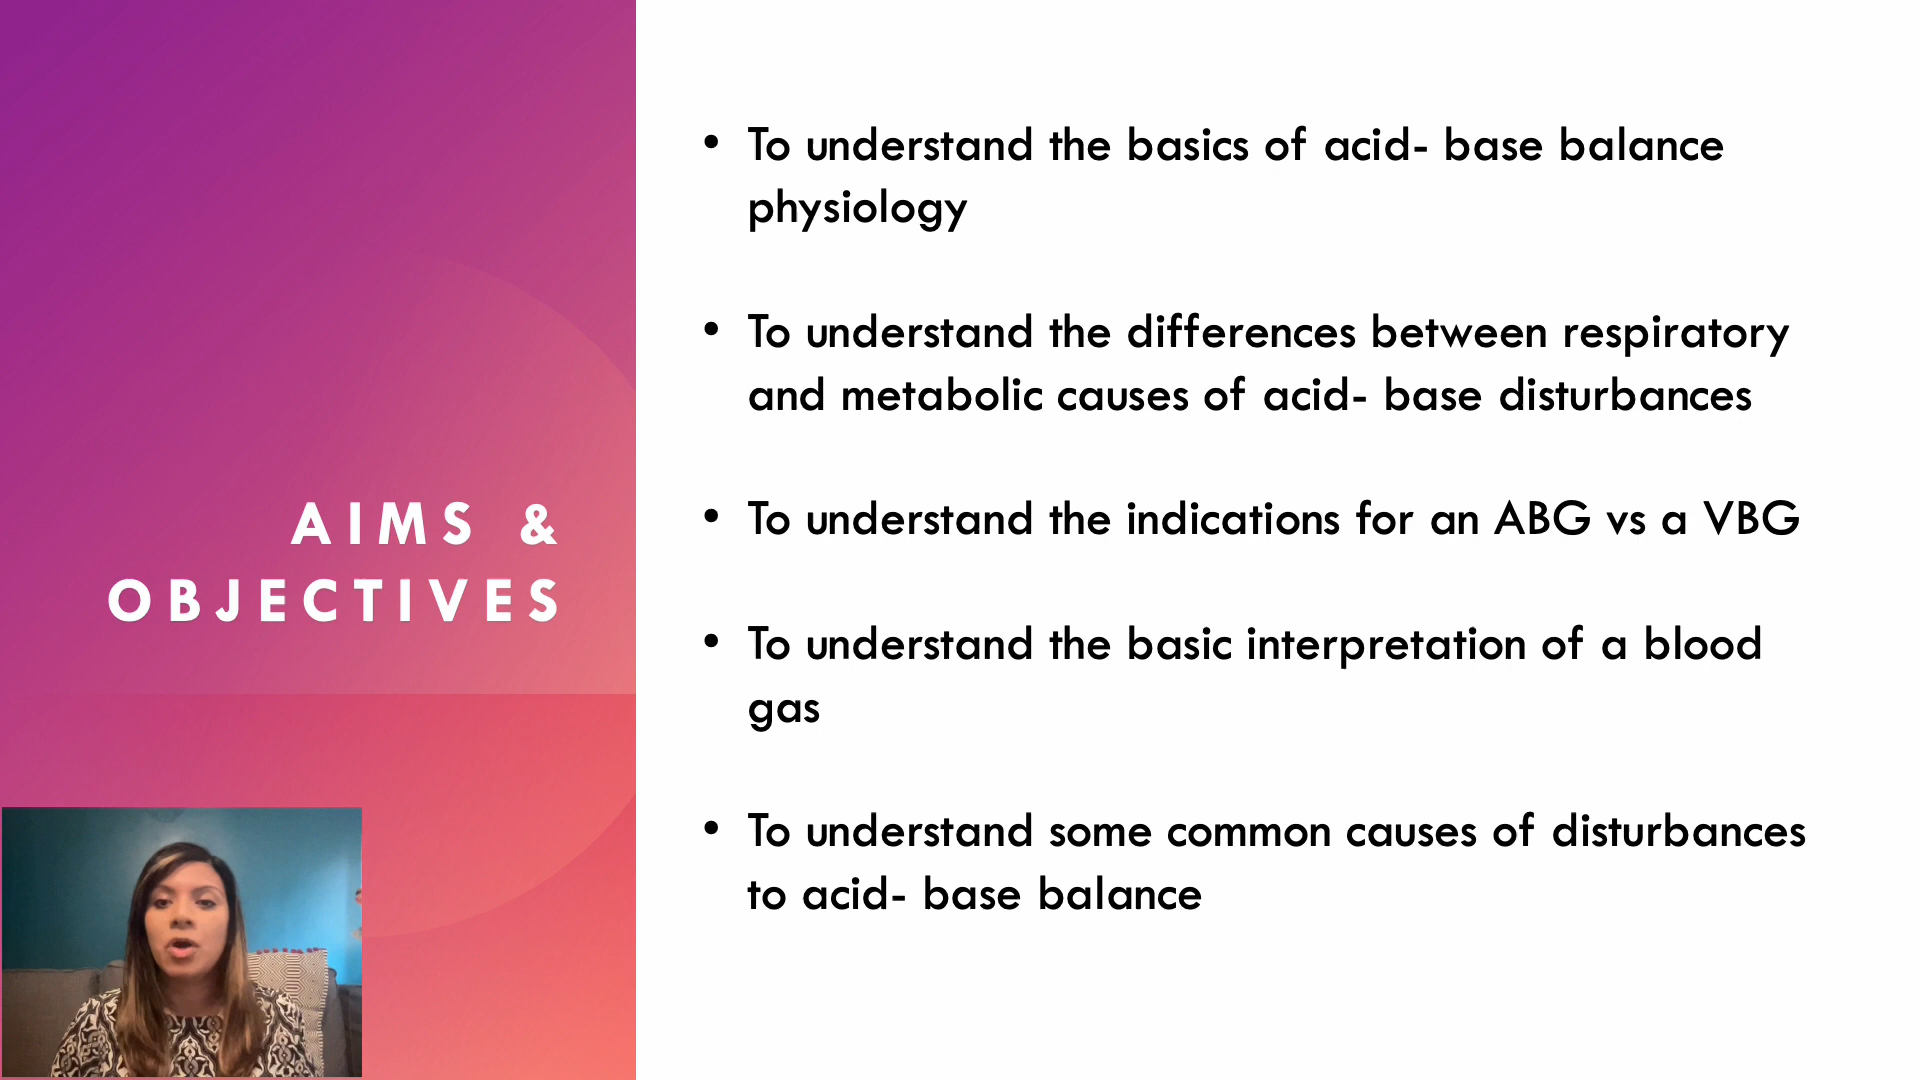 AIMS &
OBJECTIVES
• To understand the basics of acid- base balance
physiology
• To understand the differences between respiratory
and metabolic causes of acid- base disturbances
• To understand the indications for an ABG vs a VBG
• To understand the basic interpretation of a blood
gas
• To understand some common causes of disturbances
to acid- base balance